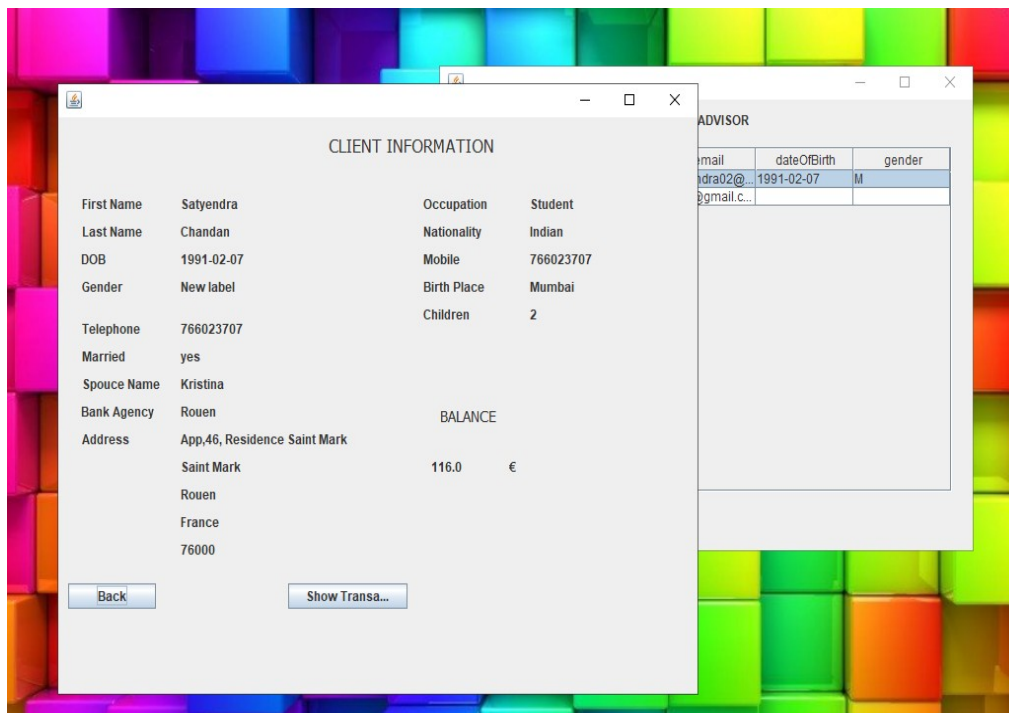 CLIENT INFORMATION
First Name Satyendra Occupation Student
Last Name Chandan Nationality Indian
DOB 1991-02-07 Mobile 766023707
Gender New label Birth Place Mumbai
Children 2
Telephone 766023707
Married yes
Spouce Name Kristina
Bank Agency Rouen
BALANCE
Address App,46, Residence Saint Mark
Saint Mark 116.0 €
Rouen
France
76000
Back Show Transa...
ADVISOR
dateOfBirth gender
ndra02@... 1991-02-07 M
@gmail.c...